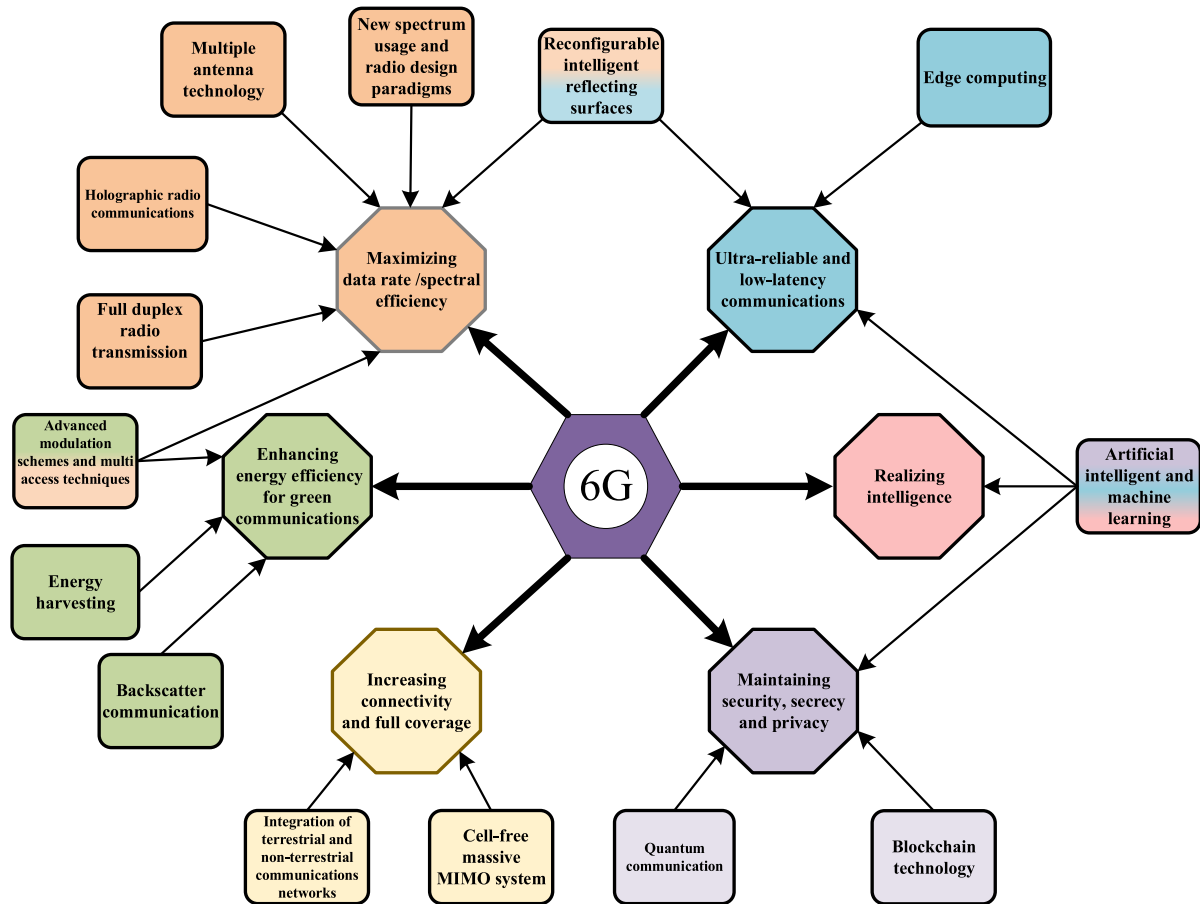 Multiple
antenna
technology
New spectrum
usage and
radio design
paradigms
Reconfigurable
intelligent
reflecting
surfaces
Edge computing
Holographic radio
communications
Maximizing
data rate /spectral
efficiency
Ultra-reliable and
low-latency
communications
Full duplex
radio
transmission
Advanced
modulation
schemes and multi
access techniques
Enhancing
energy efficiency
for green
communications
6G
Realizing
intelligence
Artificial
intelligent and
machine
learning
Energy
harvesting
Backscatter
communication
Increasing
connectivity
and full coverage
Maintaining
security, secrecy
and privacy
Integration of
terrestrial and
non-terrestrial
communications
networks
Cell-free
massive
MIMO system
Quantum
communication
Blockchain
technology